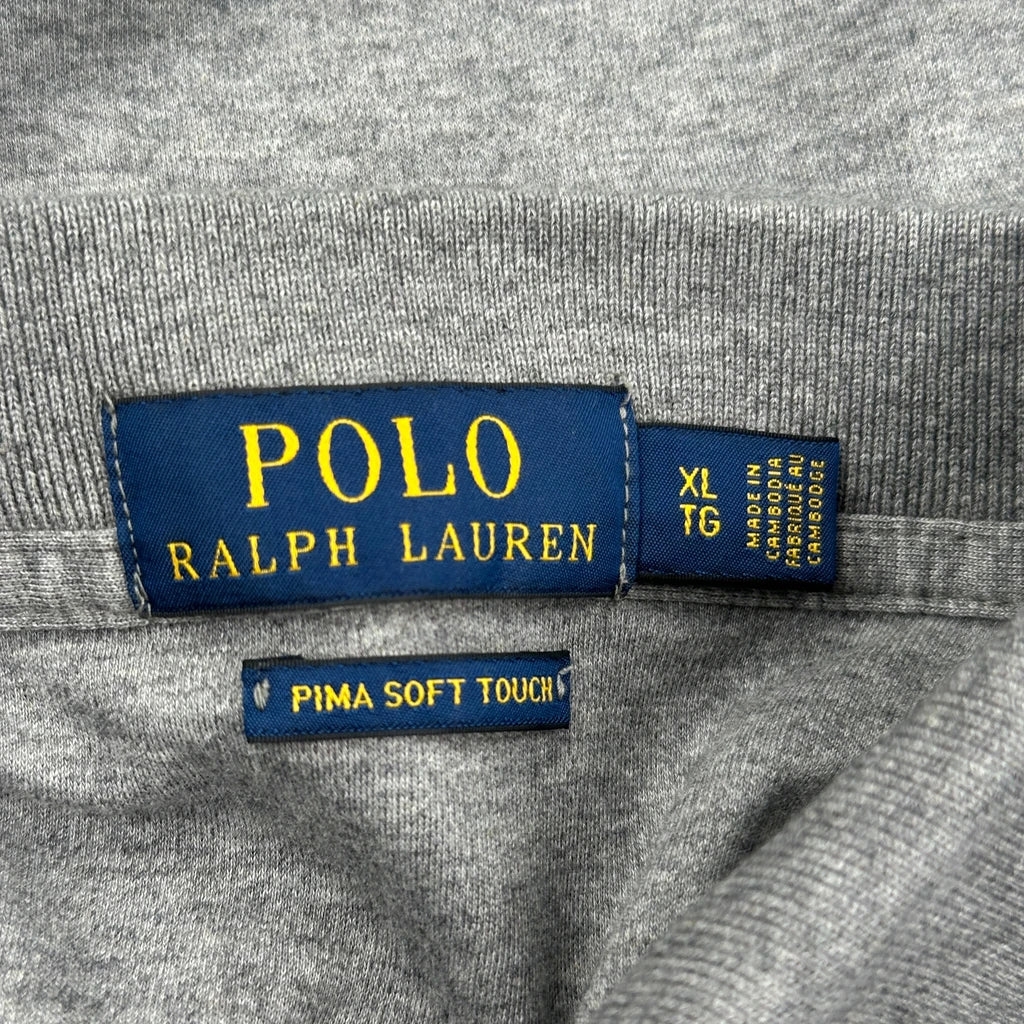 POLO
RALPH LAUREN
XL
TG
MADE IN
CAMBODIA
FABRIQUÉ AU
CAMBODGE
PIMA SOFT TOUCH